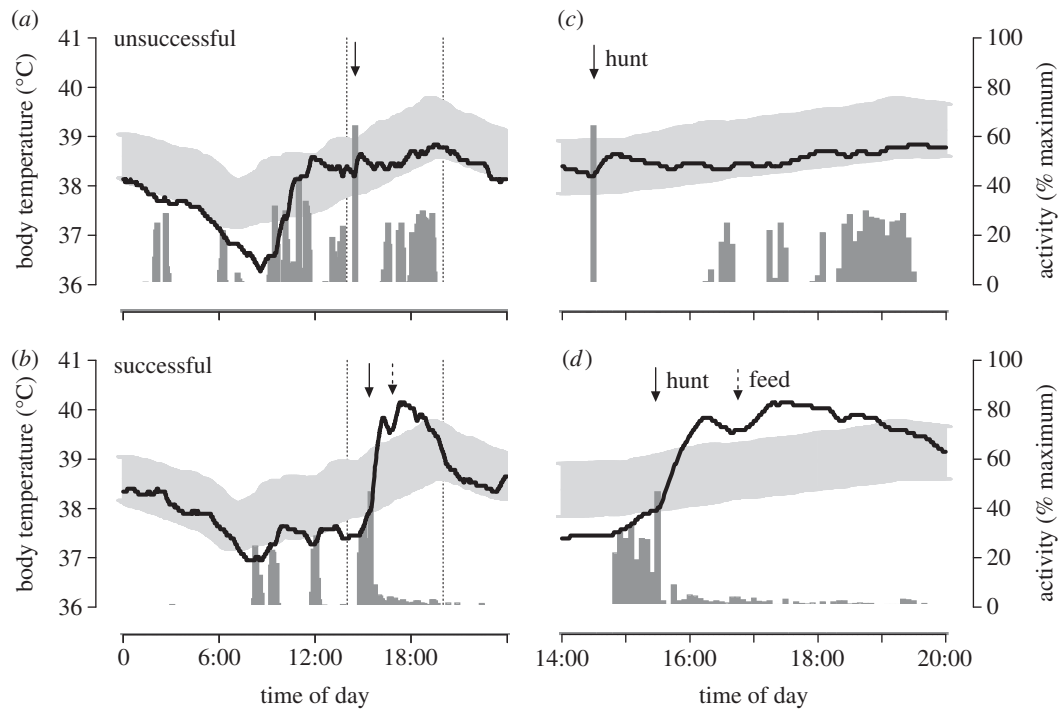 (a)
unsuccessful
41
40
39
38
37
36
body temperature (°C)
(c)
hunt
100
80
60
40
20
0
activity (% maximum)
(b)
successful
41
40
39
38
37
36
body temperature (°C)
0
6:00
12:00
18:00
time of day
(d)
hunt
feed
100
80
60
40
20
0
activity (% maximum)
14:00
16:00
18:00
20:00
time of day